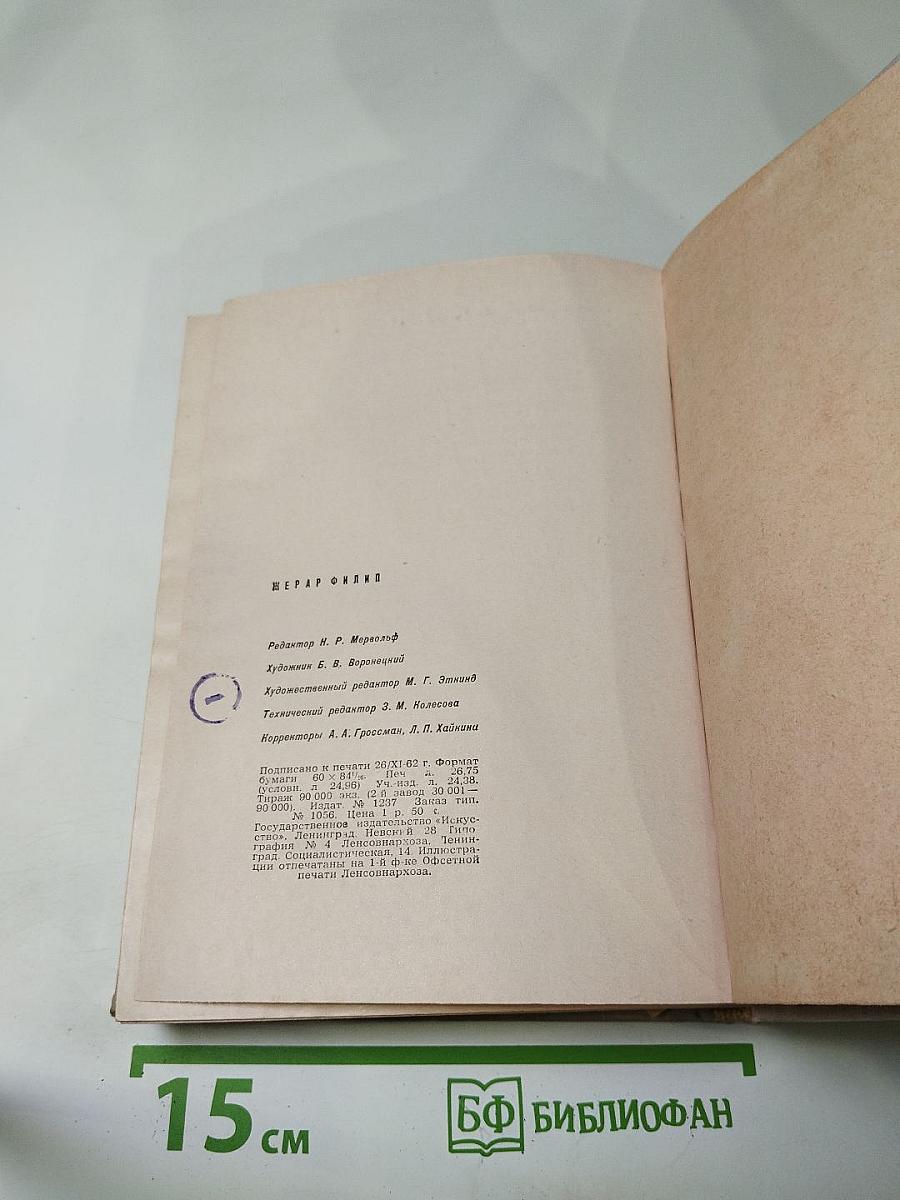 ЖЕРАР ФИЛИП
Редактор Н. Р. Мервольф
Художник Б. В. Воронецкий
Художественный редактор М. Г. Эткинд
Технический редактор З. М. Колесова
Корректоры А. А. Гроссман, Л. П. Хайкина
Подписано к печати 26/XI-62 г. Формат
бумаги 60 × 84¹/₁₆. Печ л. 26,75
(условн. л 24,96) Уч.-изд. л. 24,38.
Тираж 90 000 экз. (2 й завод 30 001—
90 000). Издат. № 1237 Заказ тип.
№ 1056. Цена 1 р. 50 к.
Государственное издательство «Искус-
ство». Ленинград. Невский 28 Типо
графия № 4 Ленсовнархоза, Ленин-
град. Социалистическая, 14. Иллюстра-
ции отпечатаны на 1-й ф-ке Офсетной
печати Ленсовнархоза.
15 см
БФ БИБЛИОФАН